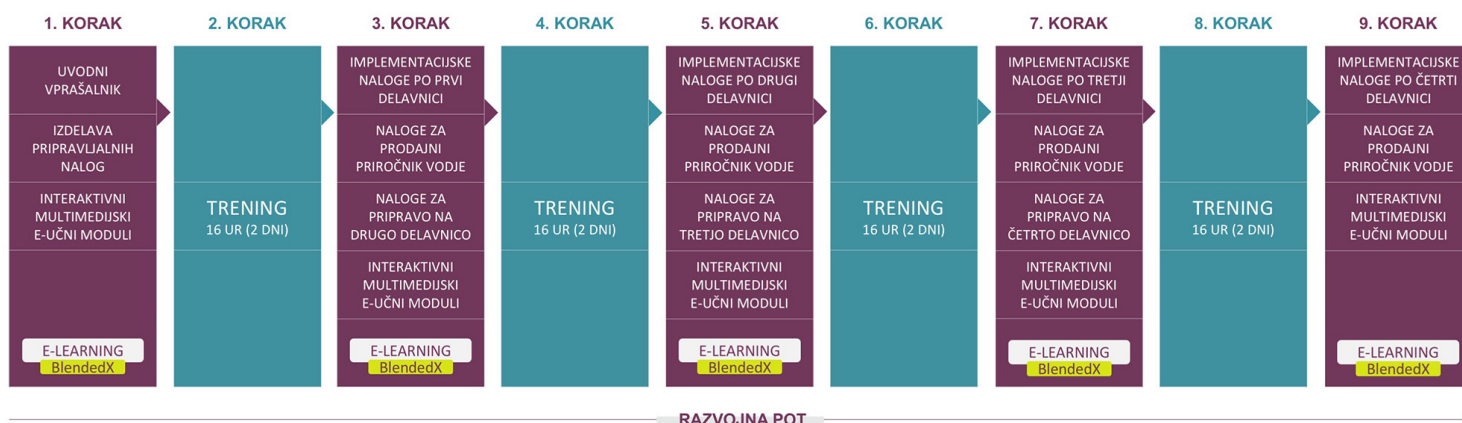 1. KORAK
UVODNI
VPRAŠALNIK
IZDELAVA
PRIPRAVLJALNIH
NALOG
INTERAKTIVNI
MULTIMEDIJSKI
E-UČNI MODULI
E-LEARNING
BlendedX
2. KORAK
TRENING
16 UR (2 DNI)
3. KORAK
IMPLEMENTACIJSKE
NALOGE PO PRVI
DELAVNICI
NALOGE ZA
PRODAJNI
PRIROČNIK VODJE
NALOGE ZA
PRIPRAVO NA
DRUGO DELAVNICO
INTERAKTIVNI
MULTIMEDIJSKI
E-UČNI MODULI
E-LEARNING
BlendedX
4. KORAK
TRENING
16 UR (2 DNI)
5. KORAK
IMPLEMENTACIJSKE
NALOGE PO DRUGI
DELAVNICI
NALOGE ZA
PRODAJNI
PRIROČNIK VODJE
NALOGE ZA
PRIPRAVO NA
TRETJO DELAVNICO
INTERAKTIVNI
MULTIMEDIJSKI
E-UČNI MODULI
E-LEARNING
BlendedX
6. KORAK
TRENING
16 UR (2 DNI)
7. KORAK
IMPLEMENTACIJSKE
NALOGE PO TRETJI
DELAVNICI
NALOGE ZA
PRODAJNI
PRIROČNIK VODJE
NALOGE ZA
PRIPRAVO NA
ČETRTO DELAVNICO
INTERAKTIVNI
MULTIMEDIJSKI
E-UČNI MODULI
E-LEARNING
BlendedX
8. KORAK
TRENING
16 UR (2 DNI)
9. KORAK
IMPLEMENTACIJSKE
NALOGE PO ČETRTI
DELAVNICI
NALOGE ZA
PRODAJNI
PRIROČNIK VODJE
INTERAKTIVNI
MULTIMEDIJSKI
E-UČNI MODULI
E-LEARNING
BlendedX
RAZVOJNA POT